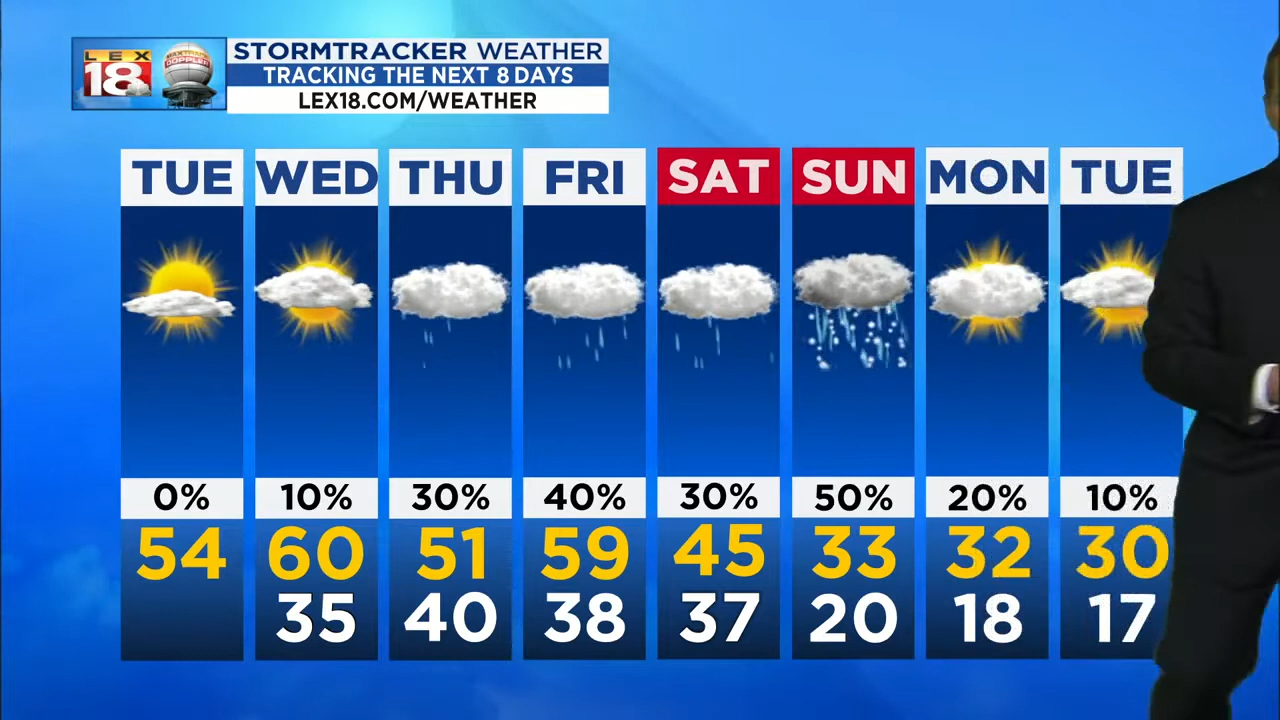 LEX
18
DOPPLER
STORMTRACKER WEATHER
TRACKING THE NEXT 8 DAYS
LEX18.COM/WEATHER
TUE WED THU FRI SAT SUN MON TUE
0% 10% 30% 40% 30% 50% 20% 10%
54 60 51 59 45 33 32 30
35 40 38 37 20 18 17